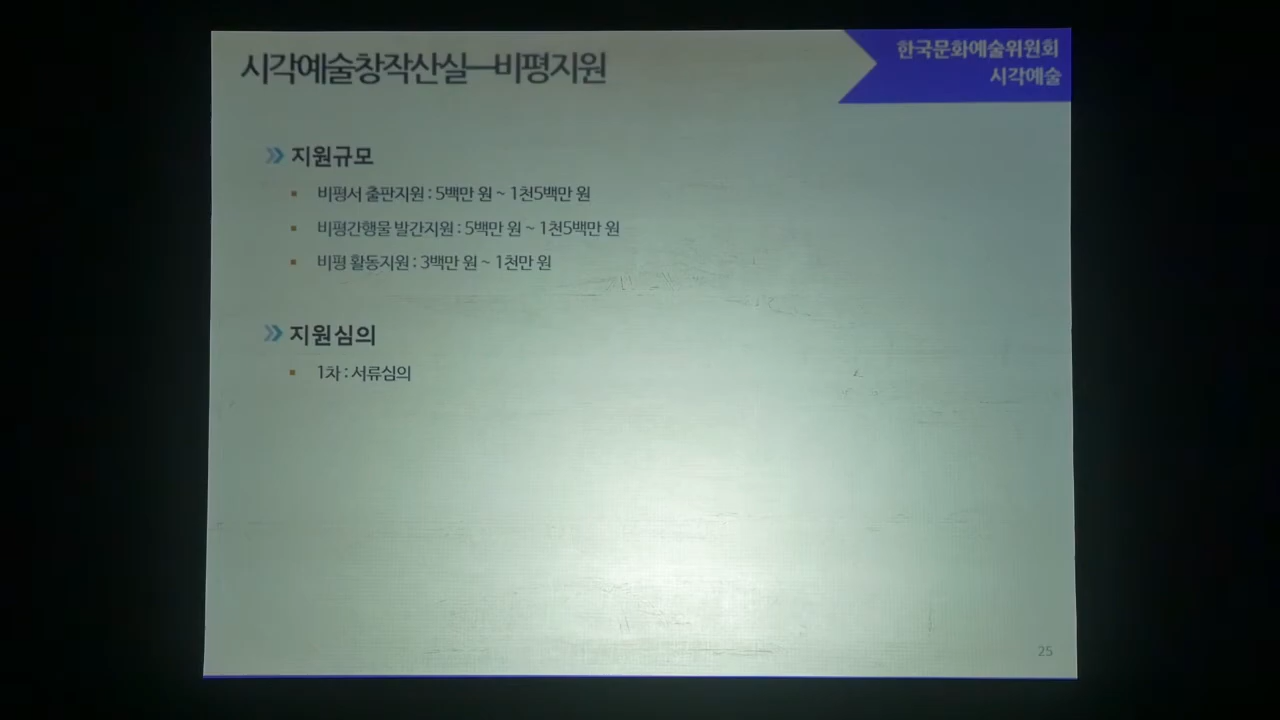 시각예술창작산실—비평지원
한국문화예술위원회
시각예술
지원규모
비평서 출판지원 : 5백만 원 ~ 1천5백만 원
비평간행물 발간지원 : 5백만 원 ~ 1천5백만 원
비평 활동지원 : 3백만 원 ~ 1천만 원
지원심의
1차 : 서류심의
25